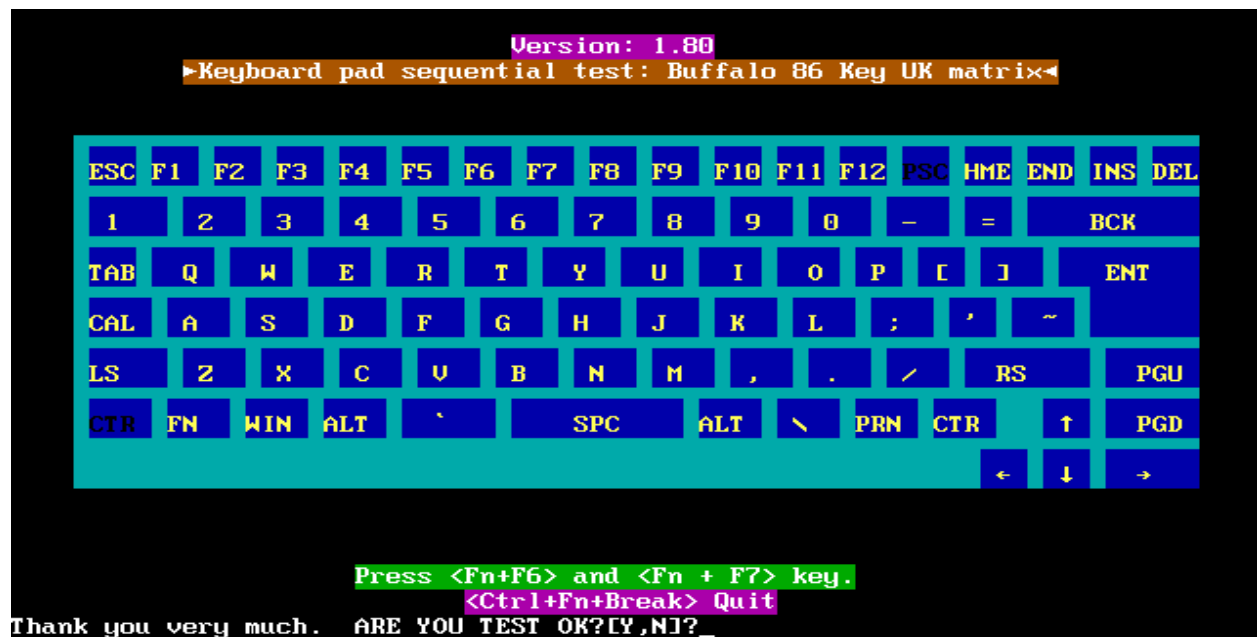 Version: 1.80
►Keyboard pad sequential test: Buffalo 86 Key UK matrix◄
ESC F1 F2 F3 F4 F5 F6 F7 F8 F9 F10 F11 F12 PSC HME END INS DEL
1 2 3 4 5 6 7 8 9 0 - = BCK
TAB Q W E R T Y U I O P [ ] ENT
CAL A S D F G H J K L ; ' ~
LS Z X C V B N M , . / RS PGU
CTR FN WIN ALT ` SPC ALT \ PRN CTR ↑ PGD
← ↓ →
Press <Fn+F6> and <Fn + F7> key.
<Ctrl+Fn+Break> Quit
Thank you very much. ARE YOU TEST OK?[Y,N]?_